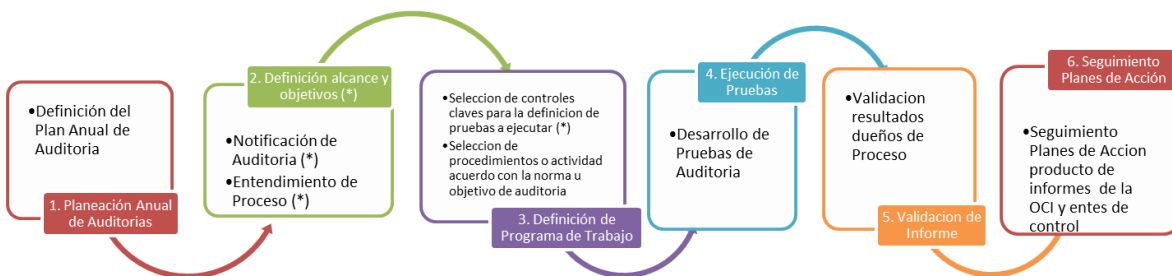 •Definición del
Plan Anual de
Auditoria
1. Planeación Anual
de Auditorias
2. Definición alcance y
objetivos (*)
•Notificación de
Auditoria (*)
•Entendimiento de
Proceso (*)
•Seleccion de controles
claves para la definicion de
pruebas a ejecutar (*)
•Seleccion de
procedimientos o actividad
acuerdo con la norma u
objetivo de auditoria
3. Definición de
Programa de Trabajo
4. Ejecución de
Pruebas
•Desarrollo de
Pruebas de
Auditoria
•Validacion
resultados
dueños de
Proceso
5. Validacion de
Informe
6. Seguimiento
Planes de Acción
•Seguimiento
Planes de Accion
producto de
informes de la
OCI y entes de
control